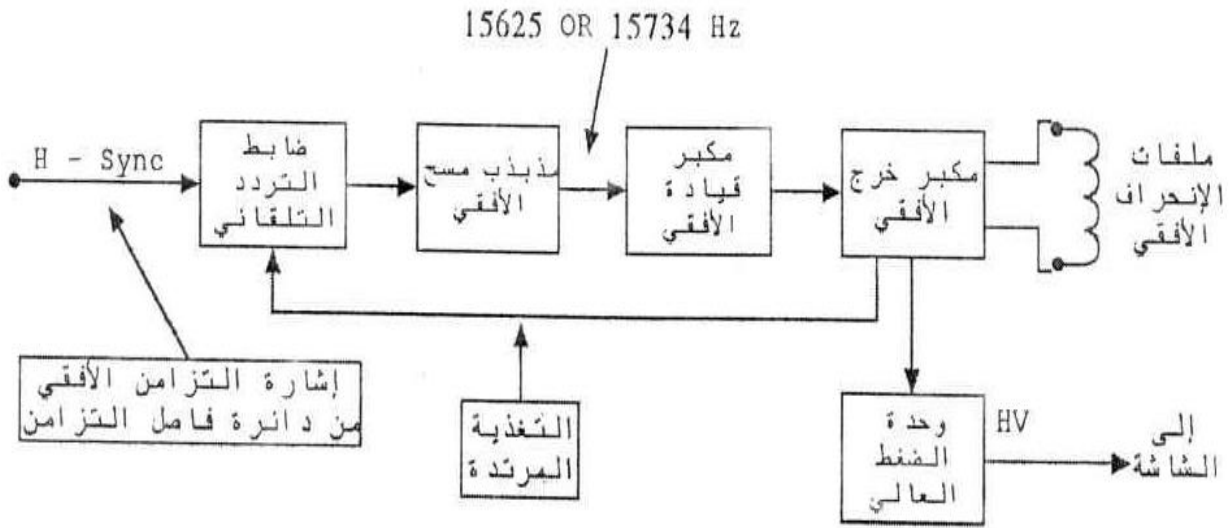 15625 OR 15734 Hz
H - Sync
ضابط
التردد
التلقائي
مذبذب مسح
الأفقي
مكبر
قيادة
الأفقي
مكبر خرج
الأفقي
ملفات
الإنحراف
الأفقي
إشارة التزامن الأفقي
من دائرة فاصل التزامن
التغذية
المرتدة
وحدة
الضغط
العالي
HV
إلى
الشاشة